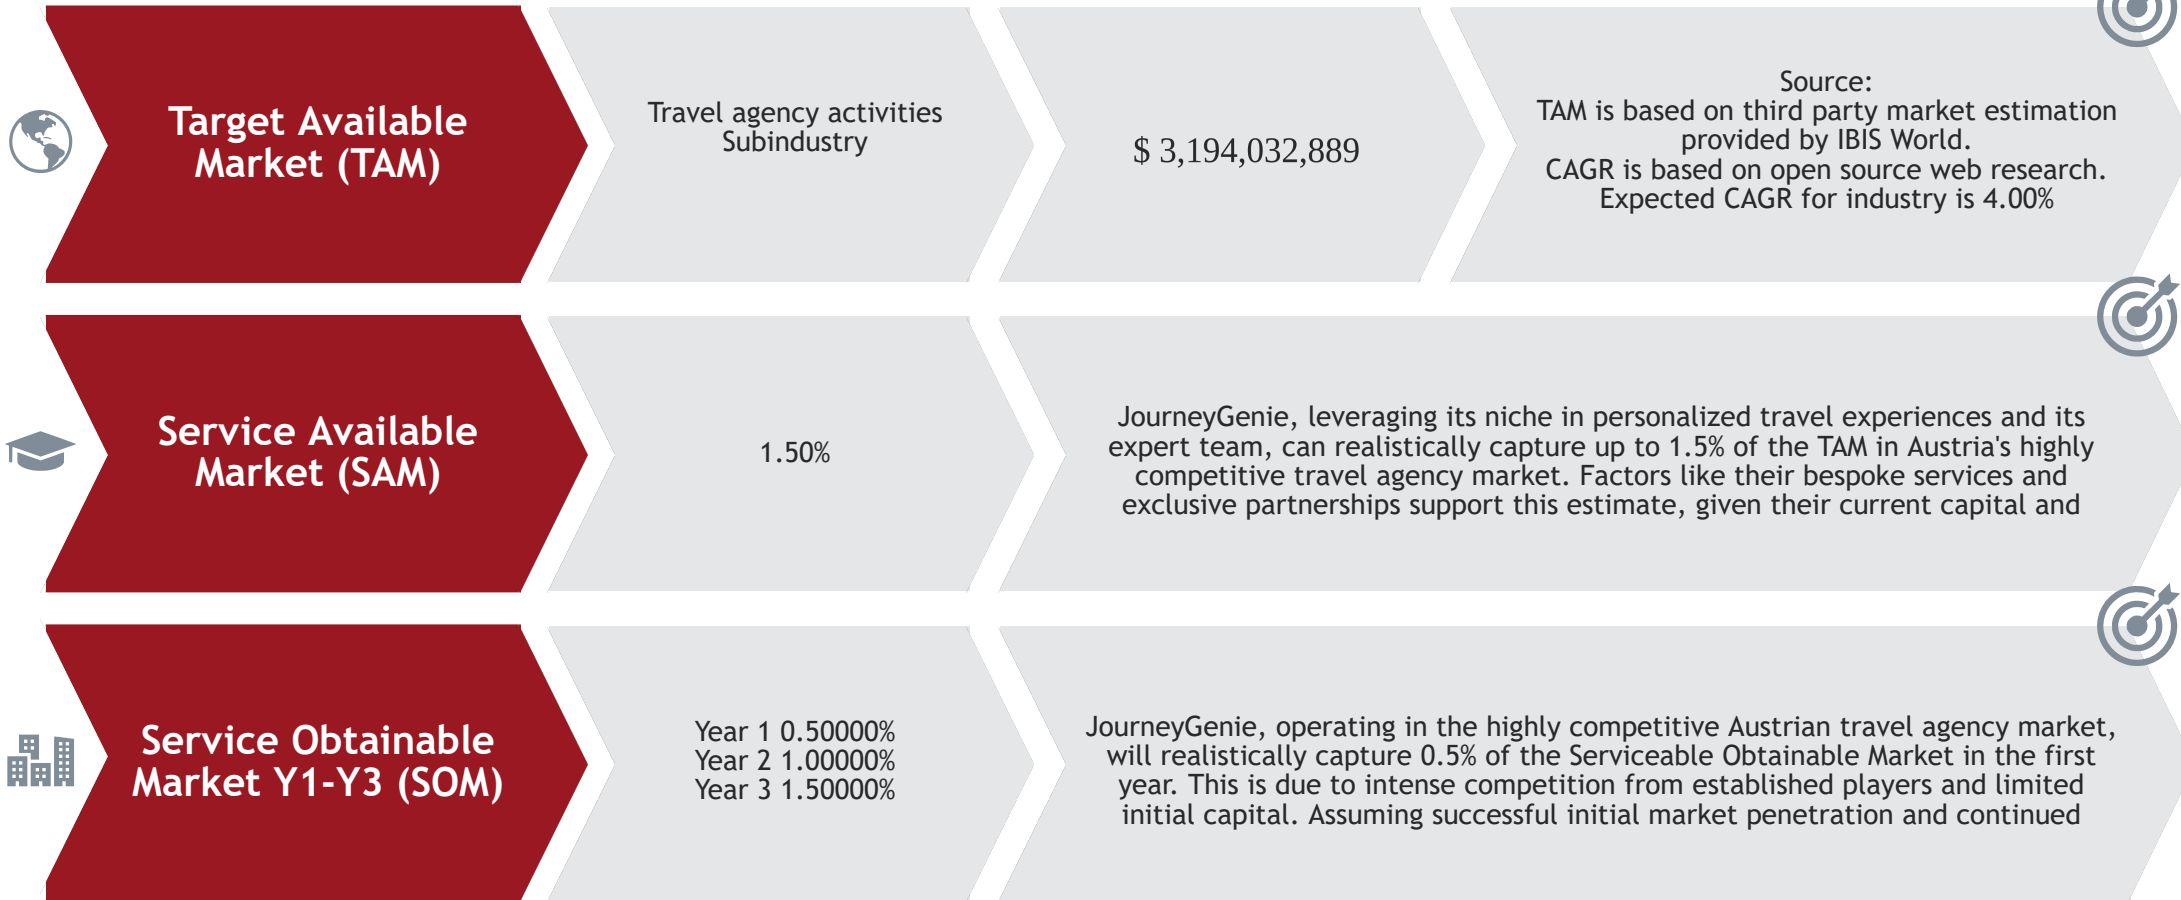 Target Available
Market (TAM)
Travel agency activities
Subindustry
$ 3,194,032,889
Source:
TAM is based on third party market estimation
provided by IBIS World.
CAGR is based on open source web research.
Expected CAGR for industry is 4.00%
Service Available
Market (SAM)
1.50%
JourneyGenie, leveraging its niche in personalized travel experiences and its
expert team, can realistically capture up to 1.5% of the TAM in Austria's highly
competitive travel agency market. Factors like their bespoke services and
exclusive partnerships support this estimate, given their current capital and
Service Obtainable
Market Y1-Y3 (SOM)
Year 1 0.50000%
Year 2 1.00000%
Year 3 1.50000%
JourneyGenie, operating in the highly competitive Austrian travel agency market,
will realistically capture 0.5% of the Serviceable Obtainable Market in the first
year. This is due to intense competition from established players and limited
initial capital. Assuming successful initial market penetration and continued